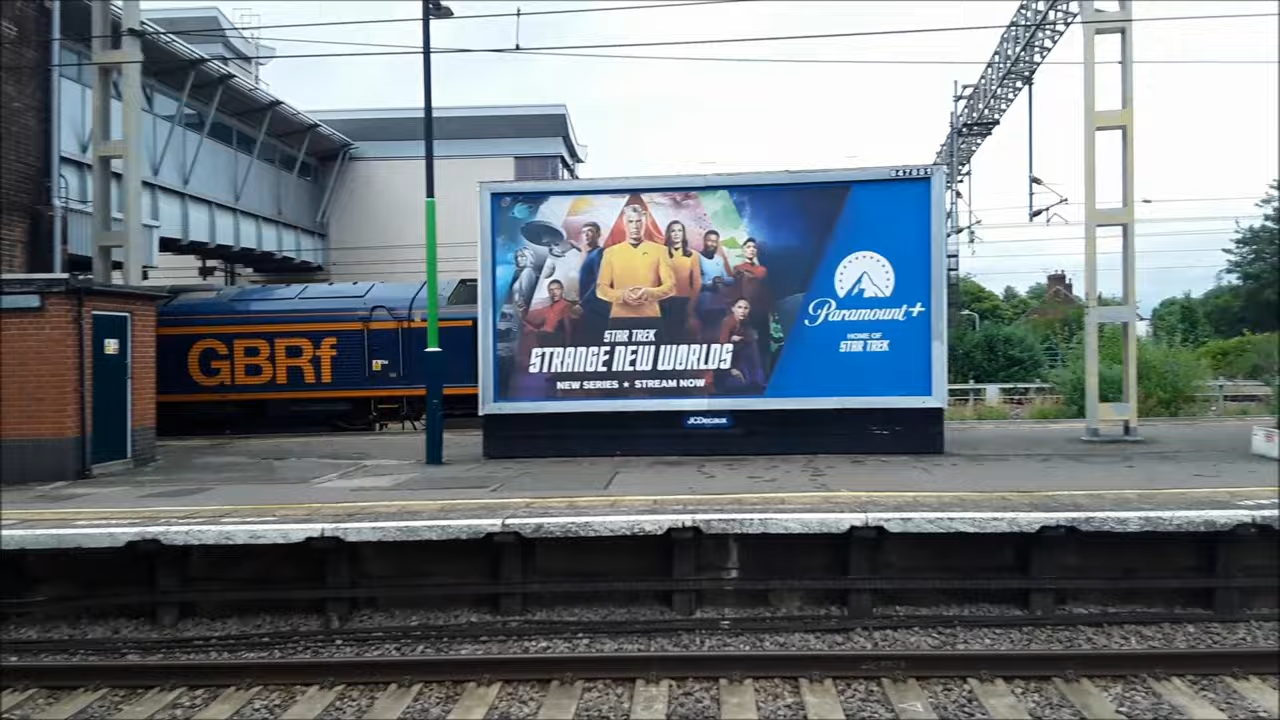 GBRf
STAR TREK
STRANGE NEW WORLDS
NEW SERIES ★ STREAM NOW
Paramount+
HOME OF
STAR TREK
JCDecaux